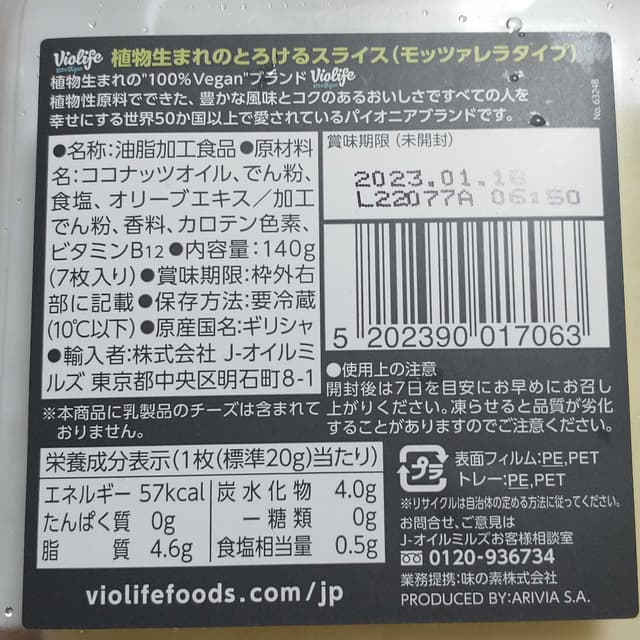 Violife 植物生まれのとろけるスライス(モッツァレラタイプ)
植物生まれの"100%Vegan"ブランドViolife
植物性原料でできた、豊かな風味とコクのあるおいしさですべての人を
幸せにする世界50か国以上で愛されているパイオニアブランドです。
No.63248
●名称:油脂加工食品●原材料
名:ココナッツオイル、でん粉、
食塩、オリーブエキス/加工
でん粉、香料、カロテン色素、
ビタミンB12●内容量:140g
(7枚入り)●賞味期限:枠外右
部に記載●保存方法:要冷蔵
(10℃以下)●原産国名:ギリシャ
●輸入者:株式会社 J-オイルミ
ルズ 東京都中央区明石町8-1
※本商品に乳製品のチーズは含まれて
おりません。
賞味期限(未開封)
2023.01.18
L22077A 06:50
5 202390 017063
●使用上の注意
開封後は7日を目安にお早めにお召し
上がりください。凍らせると品質が劣化
することがありますのでご注意ください。
栄養成分表示(1枚(標準20g)当たり)
エネルギー 57kcal 炭水化物 4.0g
たんぱく質 0g ー糖類 0g
脂質 4.6g 食塩相当量 0.5g
violifefoods.com/jp
プラ
表面フィルム:PE,PET
トレー:PE,PET
※リサイクルは自治体の定める方法に従ってください。
お問合せ、ご意見は
J-オイルミルズお客様相談室
0120-936734
業務提携:味の素株式会社
PRODUCED BY:ARIVIA S.A.